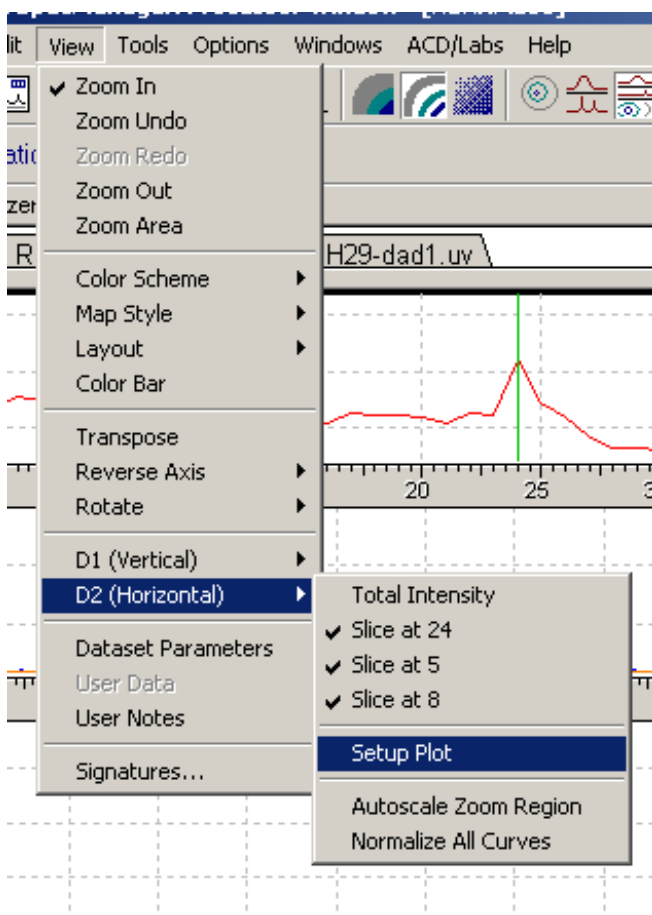 lit View Tools Options Windows ACD/Labs Help
Zoom In
Zoom Undo
Zoom Redo
Zoom Out
Zoom Area
R
H29-dad1.uv
Color Scheme
Map Style
Layout
Color Bar
Transpose
Reverse Axis
Rotate
20 25
D1 (Vertical)
D2 (Horizontal)
Dataset Parameters
User Data
User Notes
Signatures...
Total Intensity
Slice at 24
Slice at 5
Slice at 8
Setup Plot
Autoscale Zoom Region
Normalize All Curves